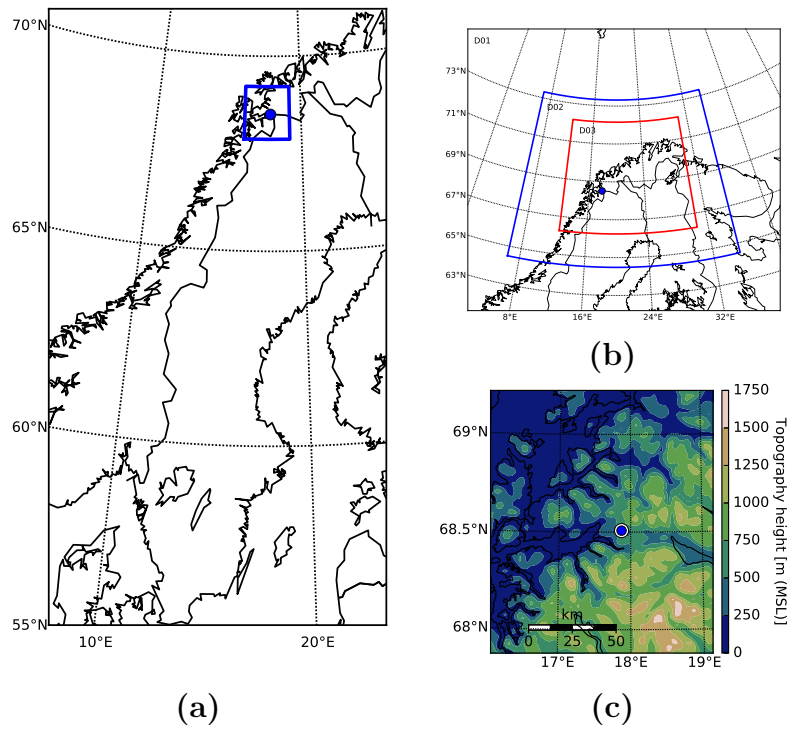 70°N
65°N
60°N
55°N
10°E
20°E
(a)
D01
D02
D03
73°N
71°N
69°N
67°N
65°N
63°N
8°E
16°E
24°E
32°E
(b)
69°N
68.5°N
68°N
17°E
18°E
19°E
km
0
25
50
1750
1500
1250
1000
750
500
250
0
Topography height [m (MSL)]
(c)